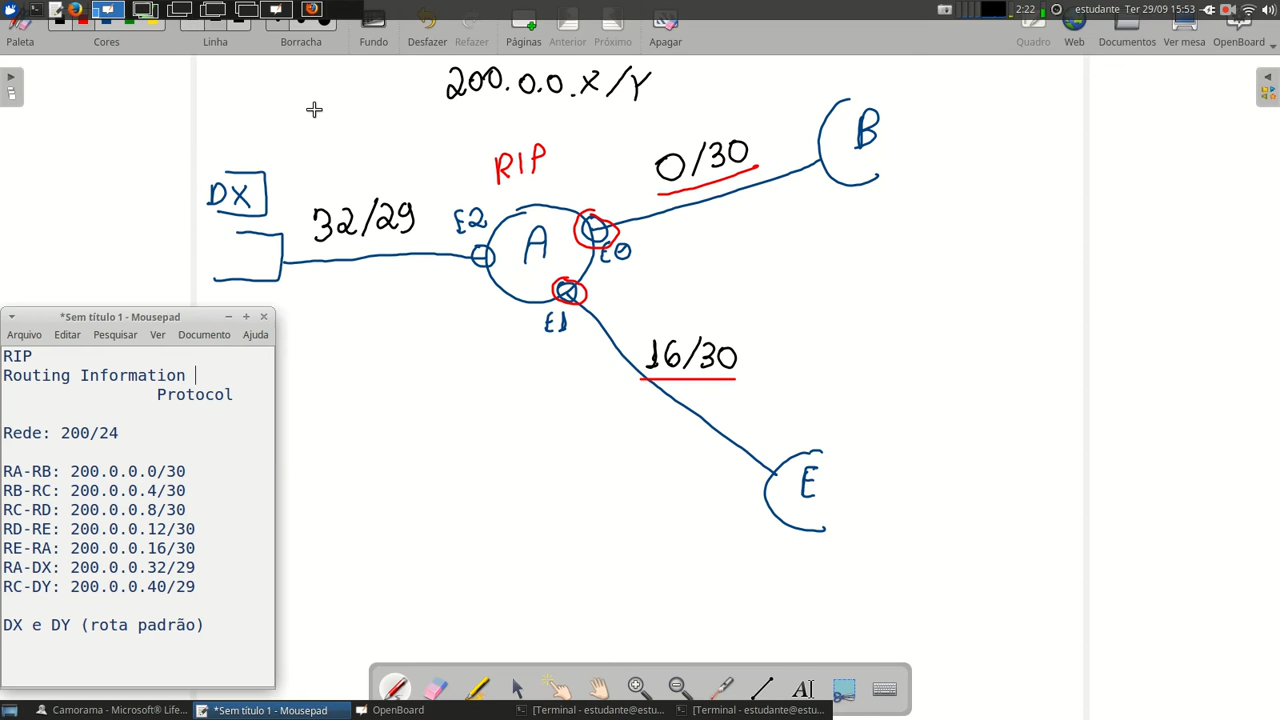 2:22
Ter 29/09 15:53
estudante
Paleta
Cores
Linha
Borracha
Fundo
Desfazer
Refazer
Páginas
Anterior
Próximo
Apagar
Quadro
Web
Documentos
Ver mesa
OpenBoard
200.0.0.X/Y
RIP
0/30
B
DX
32/29
E2
A
E0
E1
16/30
E
*Sem título 1 - Mousepad
Arquivo Editar Pesquisar Ver Documento Ajuda
RIP
Routing Information
Protocol
Rede: 200/24
RA-RB: 200.0.0.0/30
RB-RC: 200.0.0.4/30
RC-RD: 200.0.0.8/30
RD-RE: 200.0.0.12/30
RE-RA: 200.0.0.16/30
RA-DX: 200.0.0.32/29
RC-DY: 200.0.0.40/29
DX e DY (rota padrão)
Camorama - Microsoft® Life...
*Sem título 1 - Mousepad
OpenBoard
[Terminal - estudante@estu...
[Terminal - estudante@estu...